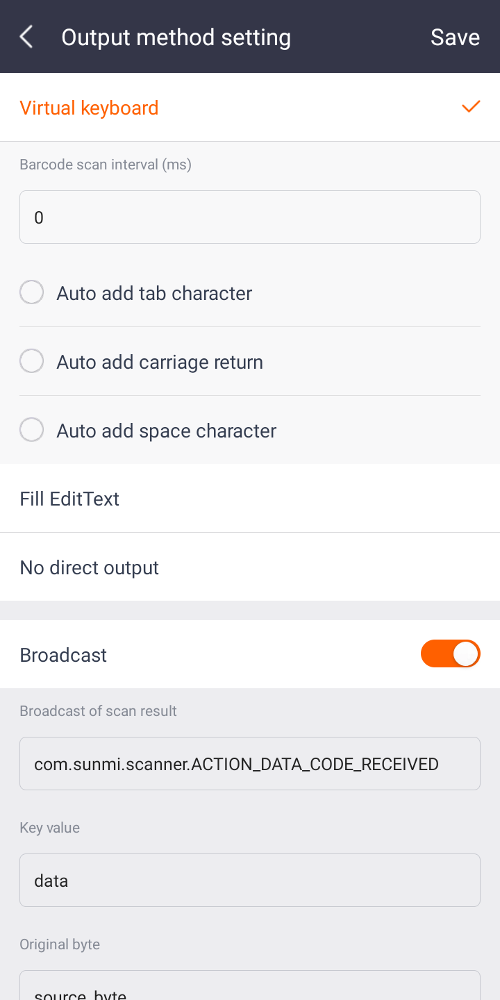 Output method setting
Save
Virtual keyboard
Barcode scan interval (ms)
0
Auto add tab character
Auto add carriage return
Auto add space character
Fill EditText
No direct output
Broadcast
Broadcast of scan result
com.sunmi.scanner.ACTION_DATA_CODE_RECEIVED
Key value
data
Original byte
source_byte